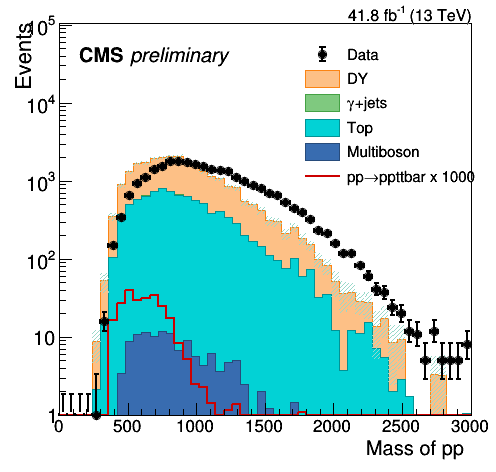 41.8 fb⁻¹ (13 TeV)
Events
CMS preliminary
Data
DY
γ+jets
Top
Multiboson
pp→ppttbar x 1000
10⁵
10⁴
10³
10²
10
1
0 500 1000 1500 2000 2500 3000
Mass of pp